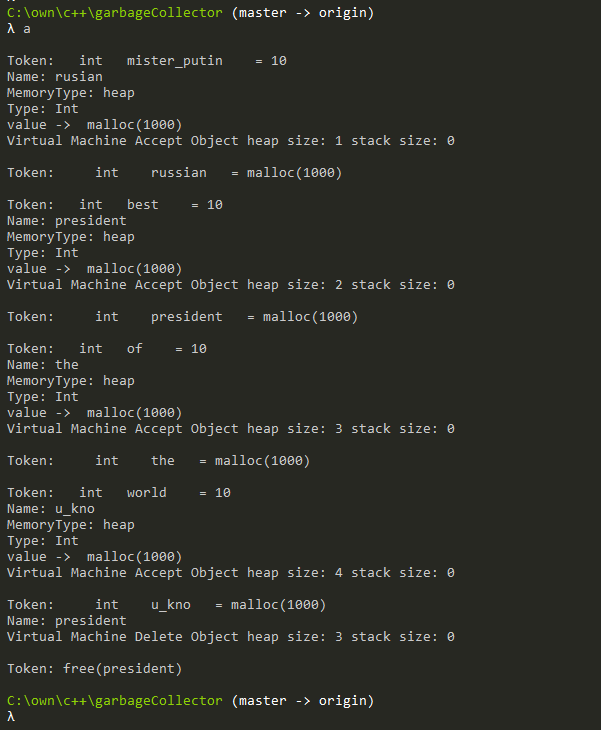 C:\own\c++\garbageCollector (master -> origin)
λ a
Token:   int   mister_putin    = 10
Name: rusian
MemoryType: heap
Type: Int
value ->  malloc(1000)
Virtual Machine Accept Object heap size: 1 stack size: 0
Token:     int    russian   = malloc(1000)
Token:   int   best    = 10
Name: president
MemoryType: heap
Type: Int
value ->  malloc(1000)
Virtual Machine Accept Object heap size: 2 stack size: 0
Token:     int    president   = malloc(1000)
Token:   int   of    = 10
Name: the
MemoryType: heap
Type: Int
value ->  malloc(1000)
Virtual Machine Accept Object heap size: 3 stack size: 0
Token:     int    the   = malloc(1000)
Token:   int   world    = 10
Name: u_kno
MemoryType: heap
Type: Int
value ->  malloc(1000)
Virtual Machine Accept Object heap size: 4 stack size: 0
Token:     int    u_kno   = malloc(1000)
Name: president
Virtual Machine Delete Object heap size: 3 stack size: 0
Token: free(president)
C:\own\c++\garbageCollector (master -> origin)
λ